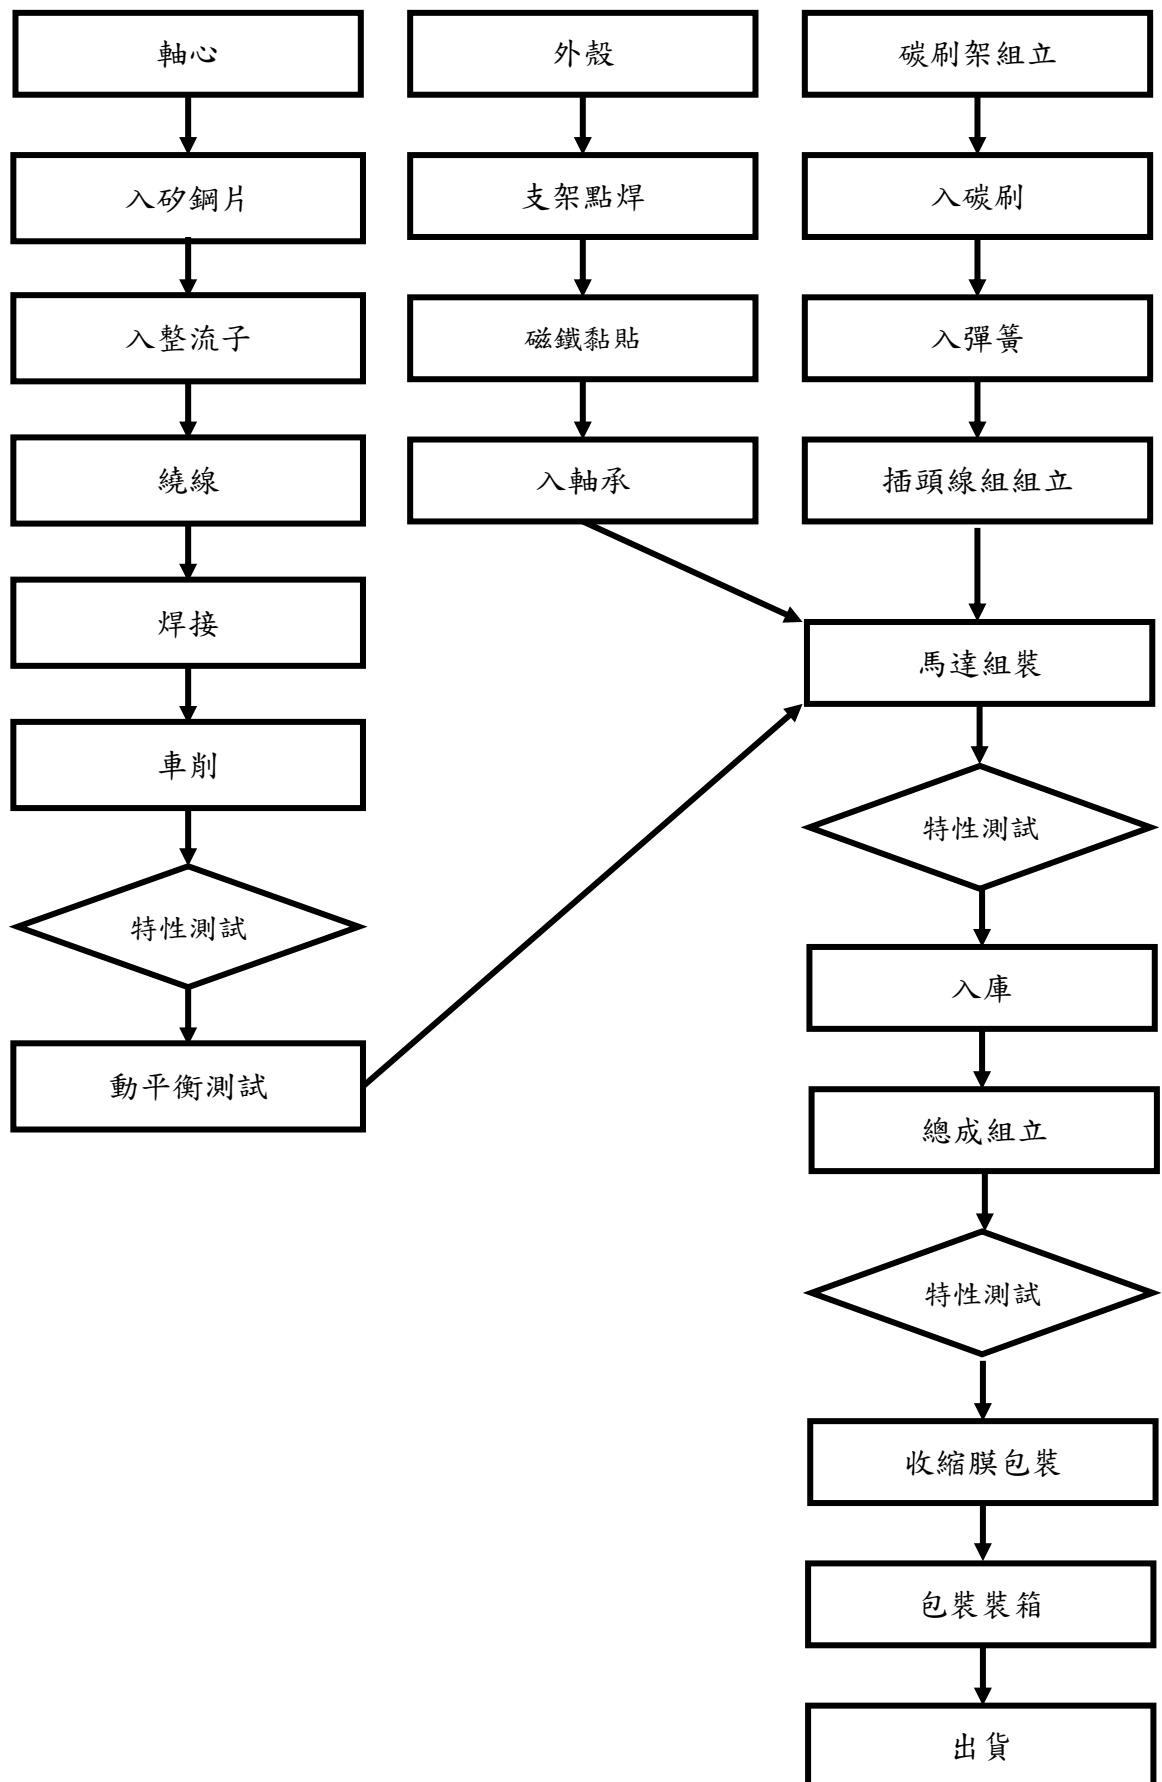 軸心
入矽鋼片
入整流子
繞線
焊接
車削
特性測試
動平衡測試
外殼
支架點焊
磁鐵黏貼
入軸承
碳刷架組立
入碳刷
入彈簧
插頭線組組立
馬達組裝
特性測試
入庫
總成組立
特性測試
收縮膜包裝
包裝裝箱
出貨